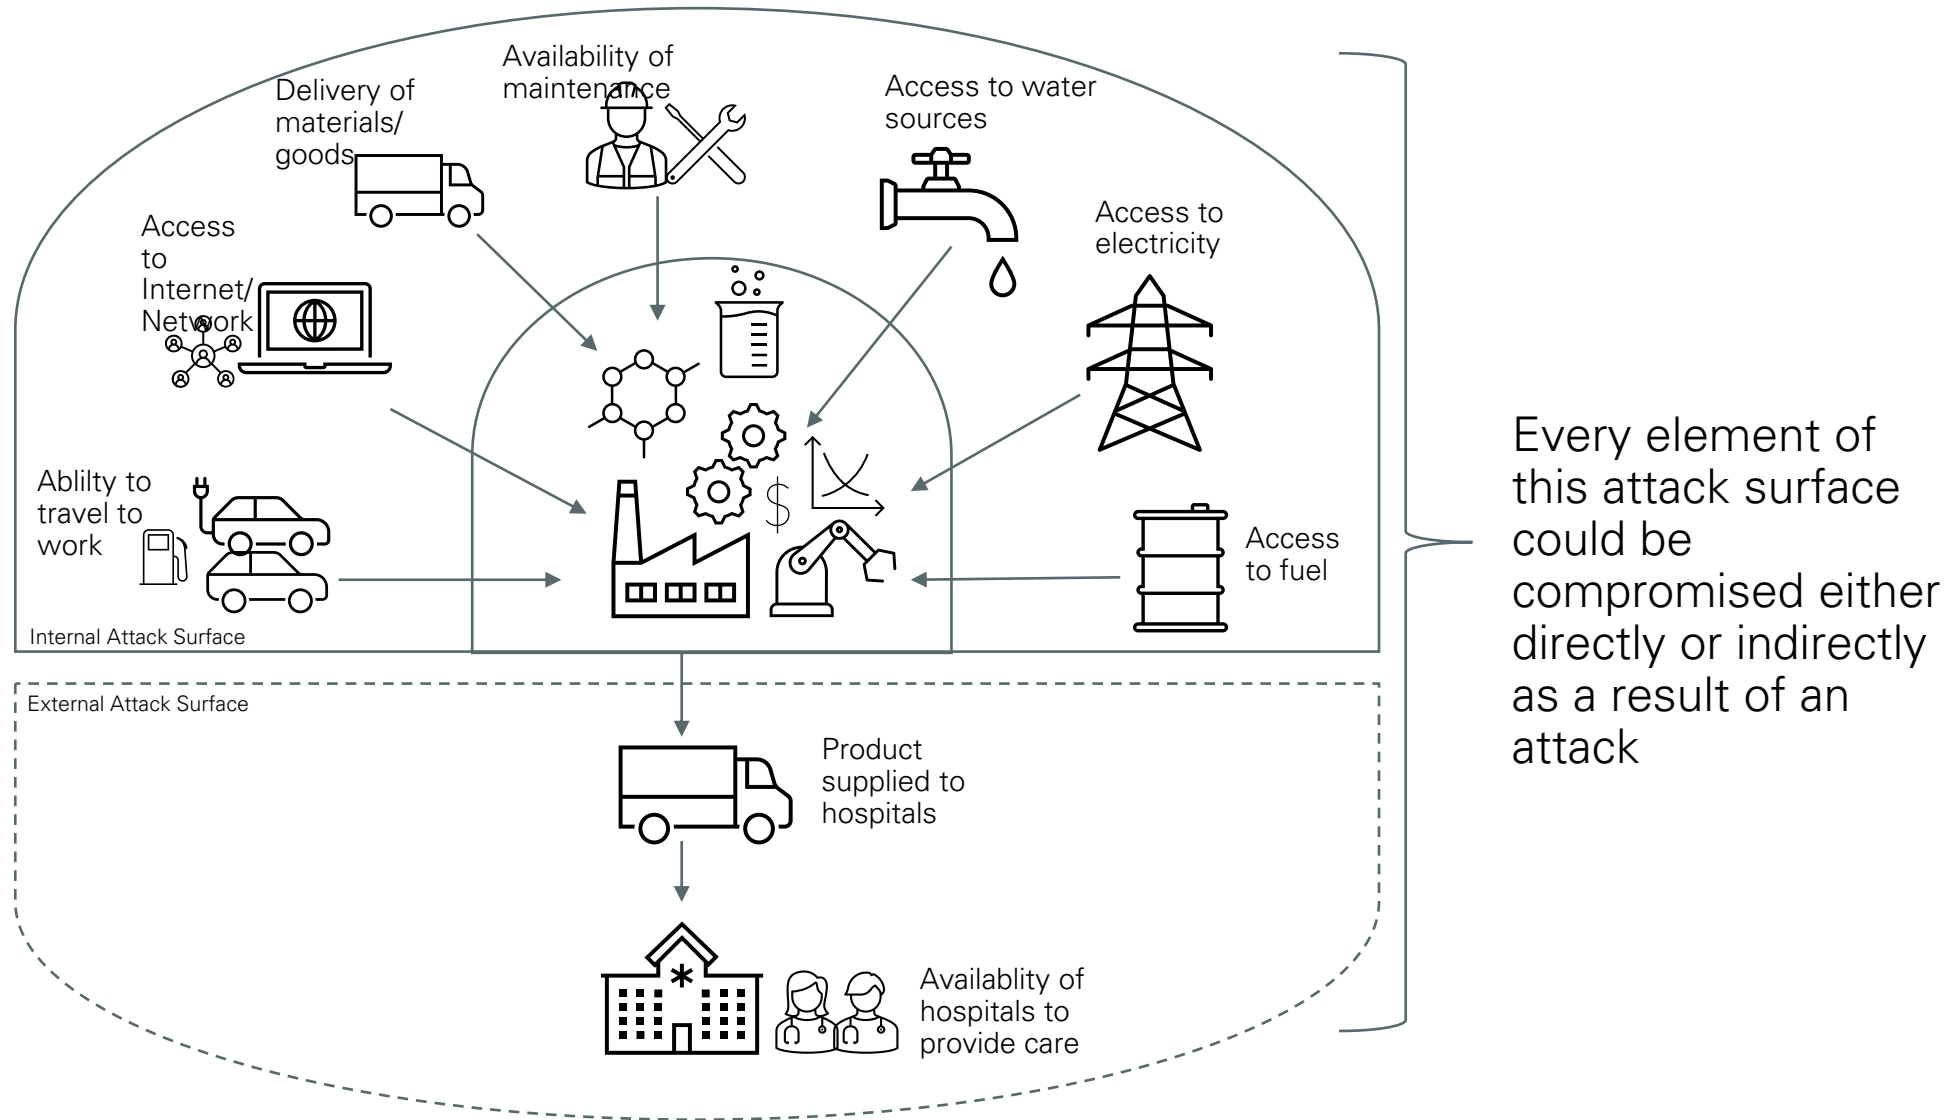 Availability of
maintenance
Delivery of
materials/
goods
Access to water
sources
Access
to
Internet/
Network
Access to
electricity
Ablilty to
travel to
work
Access
to fuel
$
Internal Attack Surface
External Attack Surface
Product
supplied to
hospitals
Availablity of
hospitals to
provide care
Every element of
this attack surface
could be
compromised either
directly or indirectly
as a result of an
attack